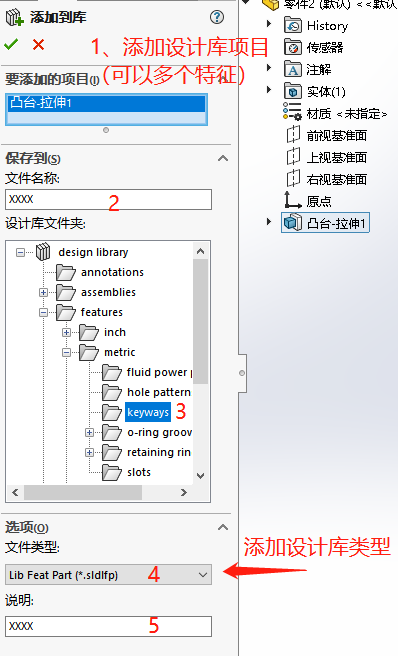 添加到库
1、添加设计库项目
(可以多个特征)
要添加的项目(I)
凸台-拉伸1
保存到(S)
文件名称:
XXXX
2
设计库文件夹:
design library
annotations
assemblies
features
inch
metric
fluid power p
hole pattern
keyways
3
o-ring groov
retaining rin
slots
选项(O)
文件类型:
添加设计库类型
Lib Feat Part (*.sldlfp)
4
说明:
XXXX
5
零件2 (默认) <<默认
History
传感器
注解
实体(1)
材质 <未指定>
前视基准面
上视基准面
右视基准面
原点
凸台-拉伸1